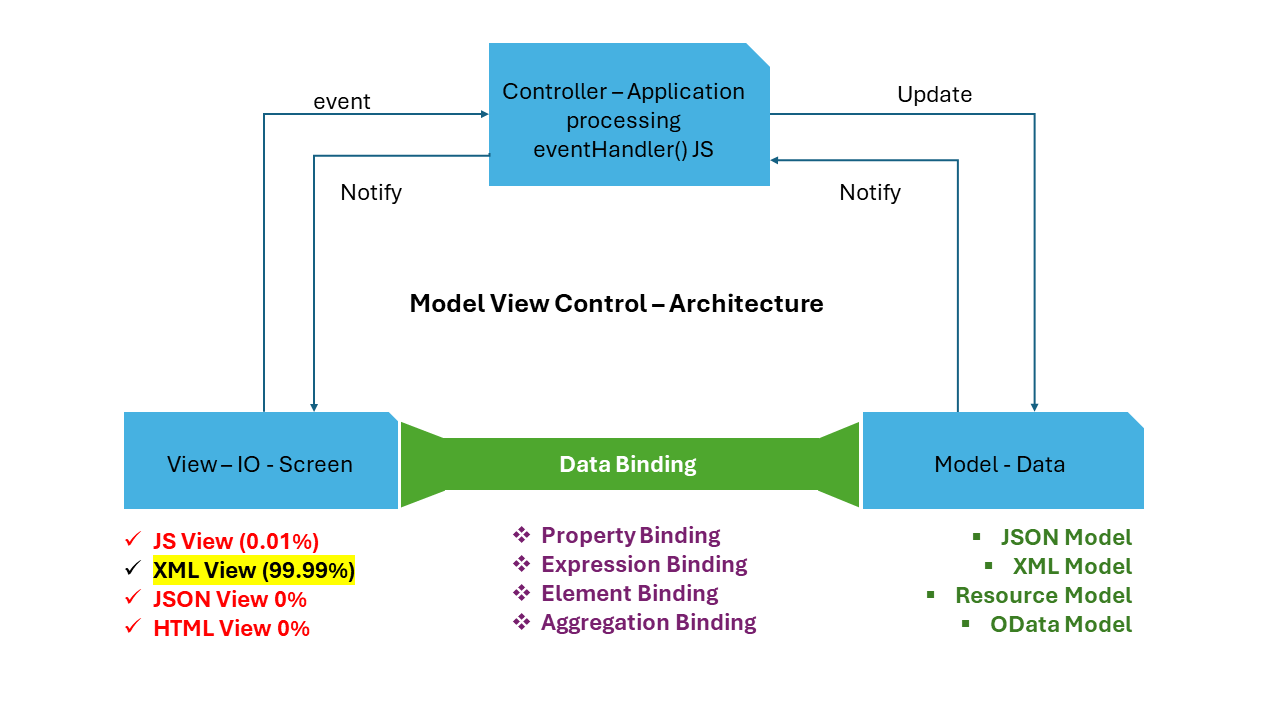 Controller – Application
processing
eventHandler() JS
event
Update
Notify
Notify
Model View Control – Architecture
View – IO - Screen
Data Binding
Model - Data
✓ JS View (0.01%)
✓ XML View (99.99%)
✓ JSON View 0%
✓ HTML View 0%
❖ Property Binding
❖ Expression Binding
❖ Element Binding
❖ Aggregation Binding
▪ JSON Model
▪ XML Model
▪ Resource Model
▪ OData Model